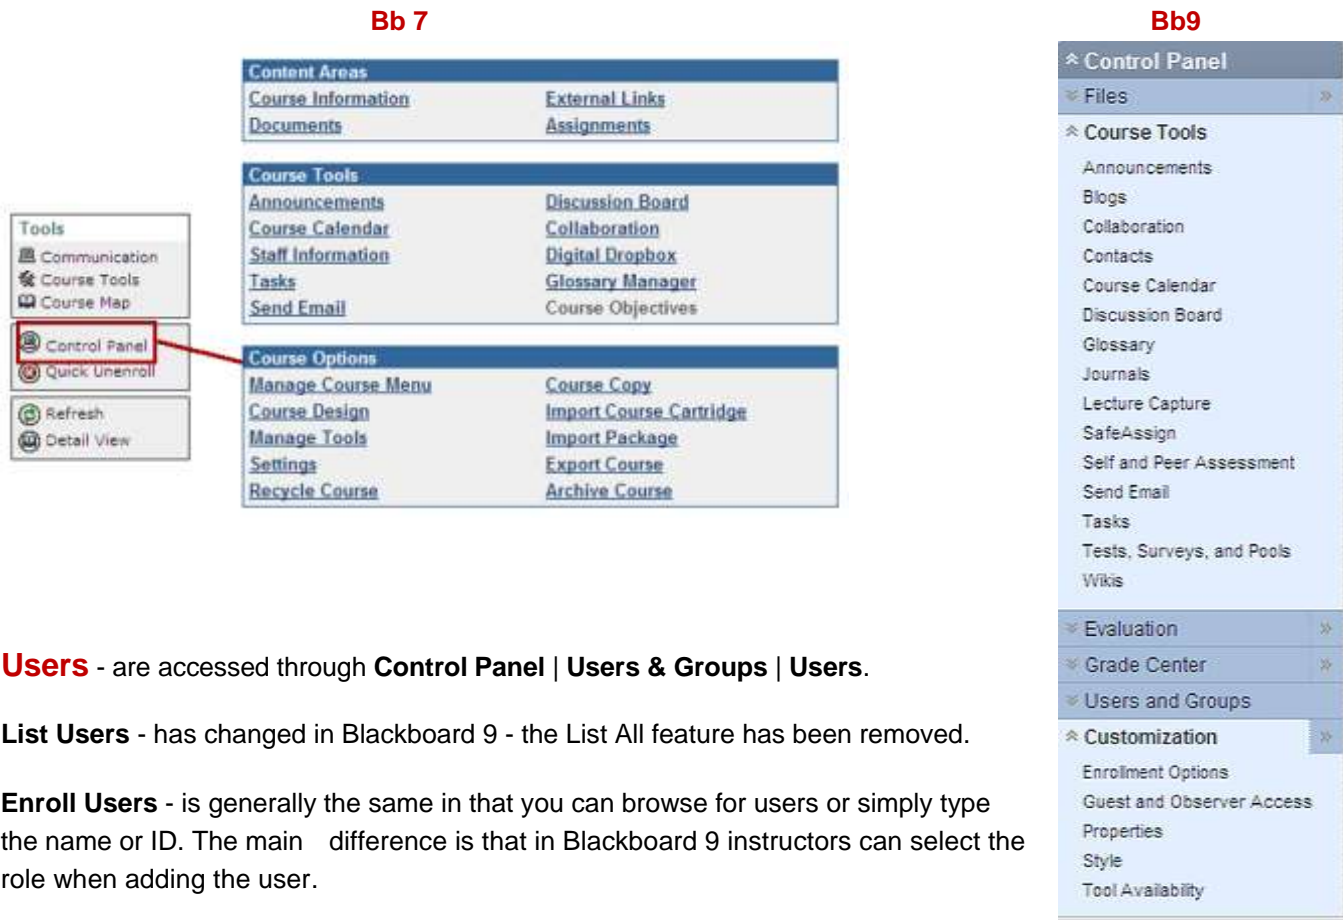 Bb 7
Bb9
Content Areas
Course Information External Links
Documents Assignments
Course Tools
Announcements Discussion Board
Course Calendar Collaboration
Staff Information Digital Dropbox
Tasks Glossary Manager
Send Email Course Objectives
Tools
Communication
Course Tools
Course Map
Control Panel
Quick Unenroll
Refresh
Detail View
Course Options
Manage Course Menu Course Copy
Course Design Import Course Cartridge
Manage Tools Import Package
Settings Export Course
Recycle Course Archive Course
Users - are accessed through Control Panel | Users & Groups | Users.
List Users - has changed in Blackboard 9 - the List All feature has been removed.
Enroll Users - is generally the same in that you can browse for users or simply type
the name or ID. The main difference is that in Blackboard 9 instructors can select the
role when adding the user.
Control Panel
Files
Course Tools
Announcements
Blogs
Collaboration
Contacts
Course Calendar
Discussion Board
Glossary
Journals
Lecture Capture
SafeAssign
Self and Peer Assessment
Send Email
Tasks
Tests, Surveys, and Pools
Wikis
Evaluation
Grade Center
Users and Groups
Customization
Enrollment Options
Guest and Observer Access
Properties
Style
Tool Availability